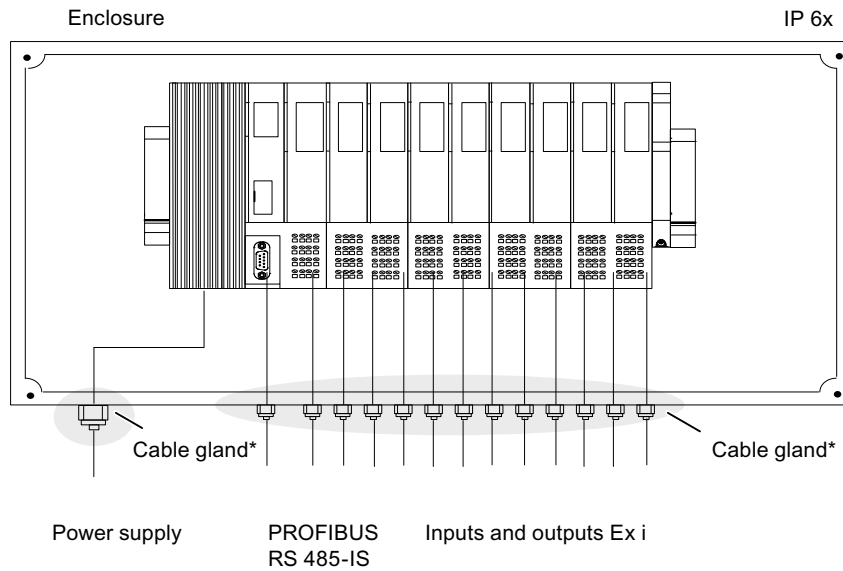 Enclosure
IP 6x
Cable gland*
Cable gland*
Power supply
PROFIBUS
RS 485-IS
Inputs and outputs Ex i